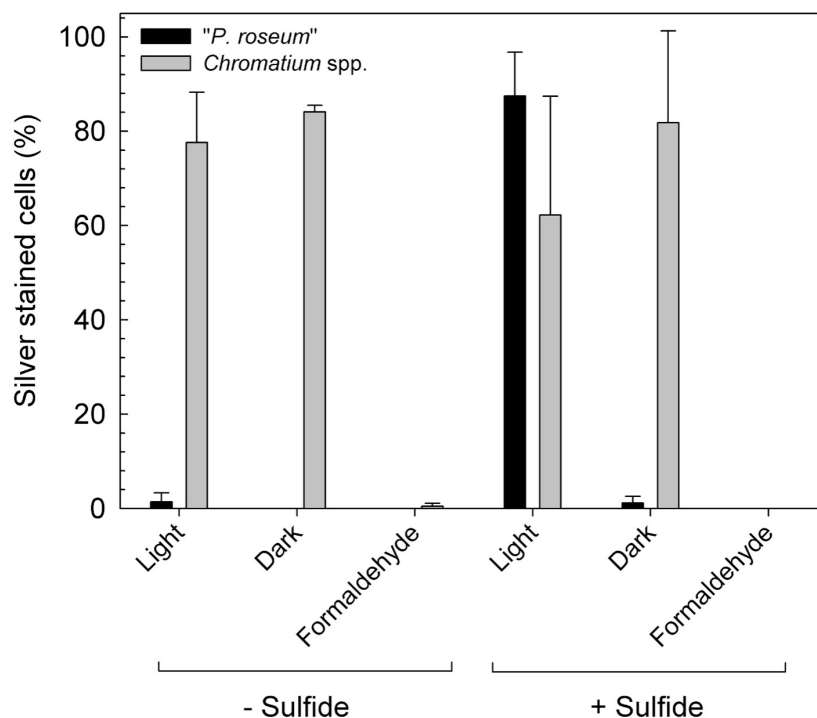 "P. roseum"
Chromatium spp.
Silver stained cells (%)
100
80
60
40
20
0
Light
Dark
Formaldehyde
Light
Dark
Formaldehyde
- Sulfide
+ Sulfide